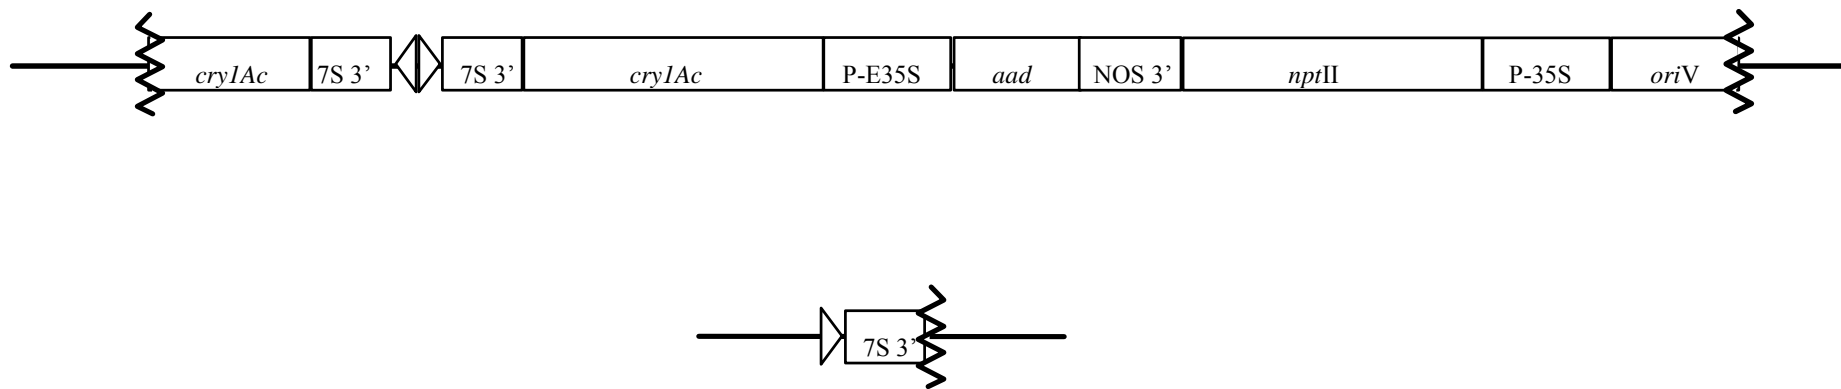 cry1Ac 7S 3’ 7S 3’ cry1Ac P-E35S aad NOS 3’ nptII P-35S oriV
7S 3’